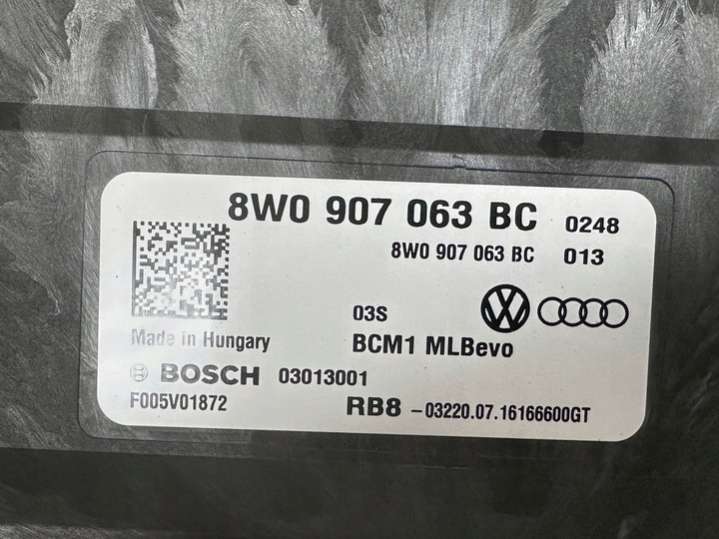 8W0 907 063 BC 0248
8W0 907 063 BC 013
03S
Made in Hungary
BCM1 MLBevo
BOSCH 03013001
F005V01872
RB8 -03220.07.16166600GT